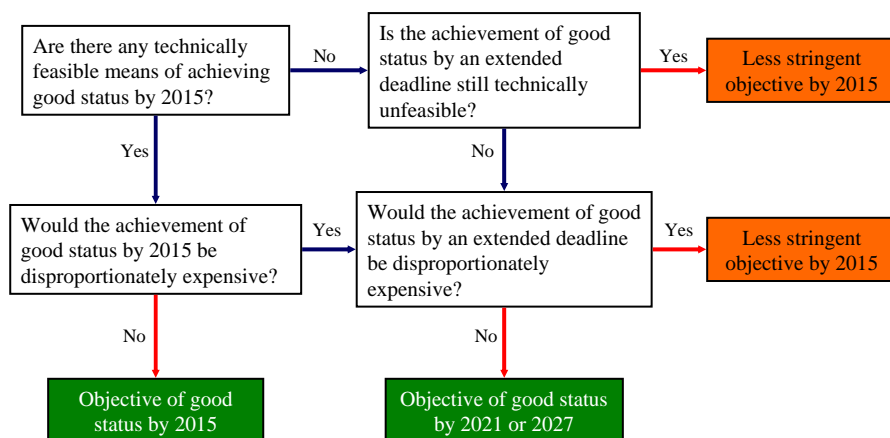 Are there any technically
feasible means of achieving
good status by 2015?
No
Is the achievement of good
status by an extended
deadline still technically
unfeasible?
Yes
Less stringent
objective by 2015
Yes
No
Would the achievement of
good status by 2015 be
disproportionately expensive?
Yes
Would the achievement of good
status by an extended deadline
be disproportionately
expensive?
Yes
Less stringent
objective by 2015
No
No
Objective of good
status by 2015
Objective of good status
by 2021 or 2027